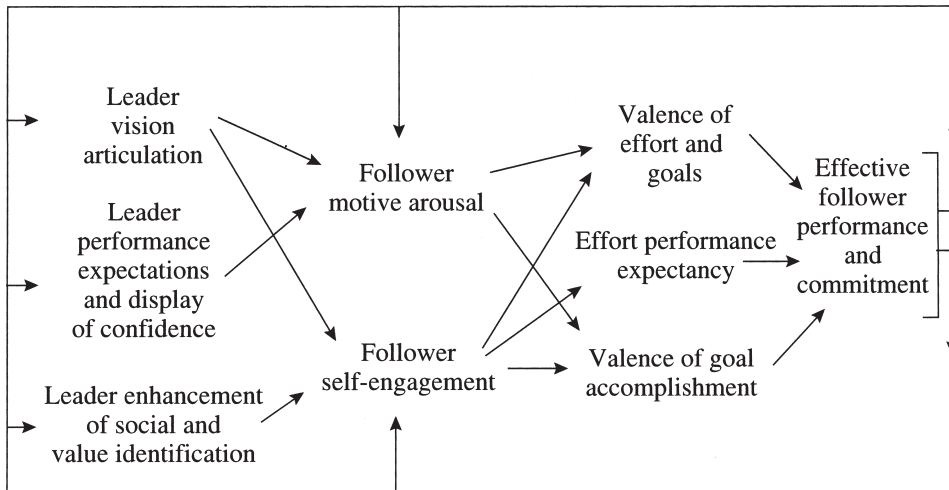 Leader
vision
articulation
Leader
performance
expectations
and display
of confidence
Leader enhancement
of social and
value identification
Follower
motive arousal
Follower
self-engagement
Valence of
effort and
goals
Effort performance
expectancy
Valence of goal
accomplishment
Effective
follower
performance
and
commitment